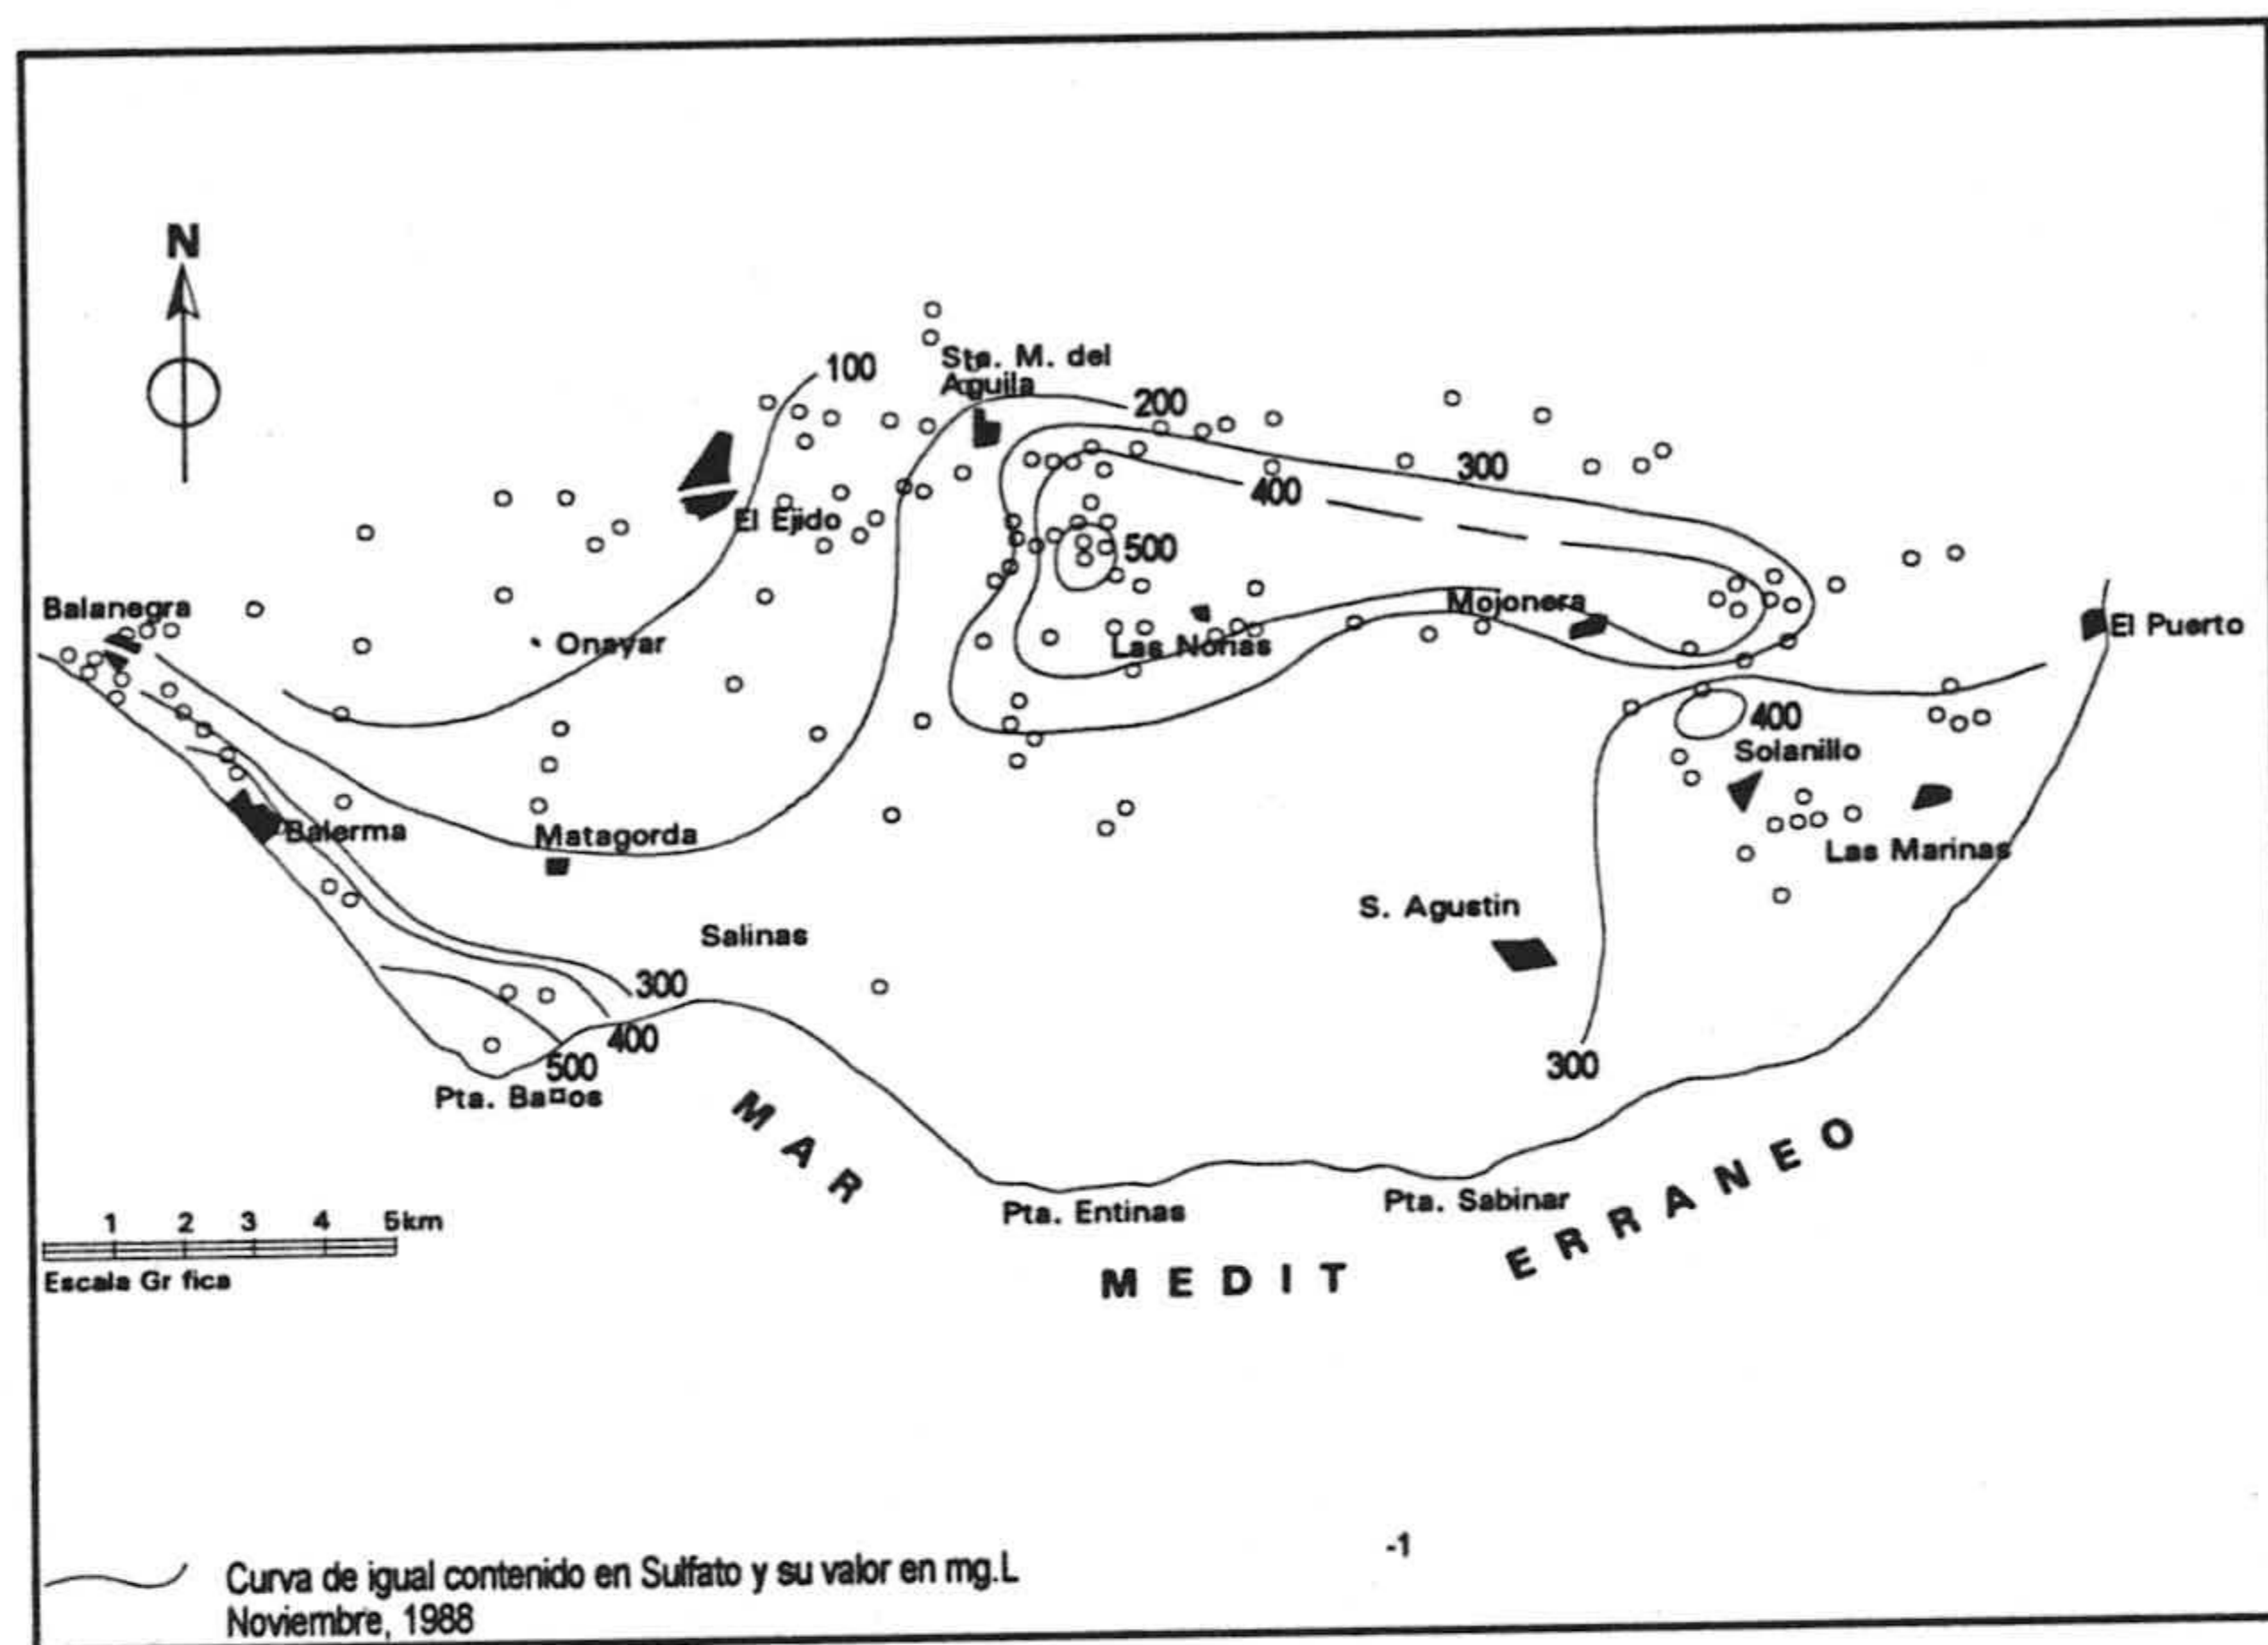 N
100
Sta. M. del
Aguila
200
300
400
El Ejido
500
Balanegra
Onayar
Mojonera
Las Norias
El Puerto
400
Solanillo
Balerma
Matagorda
Las Marinas
S. Agustin
Salinas
300
400
500
300
Pta. Ba¤os
MAR
Pta. Entinas
Pta. Sabinar
MEDIT ERRANEO
1 2 3 4 5km
Escala Gr fica
-1
Curva de igual contenido en Sulfato y su valor en mg.L
Noviembre, 1988